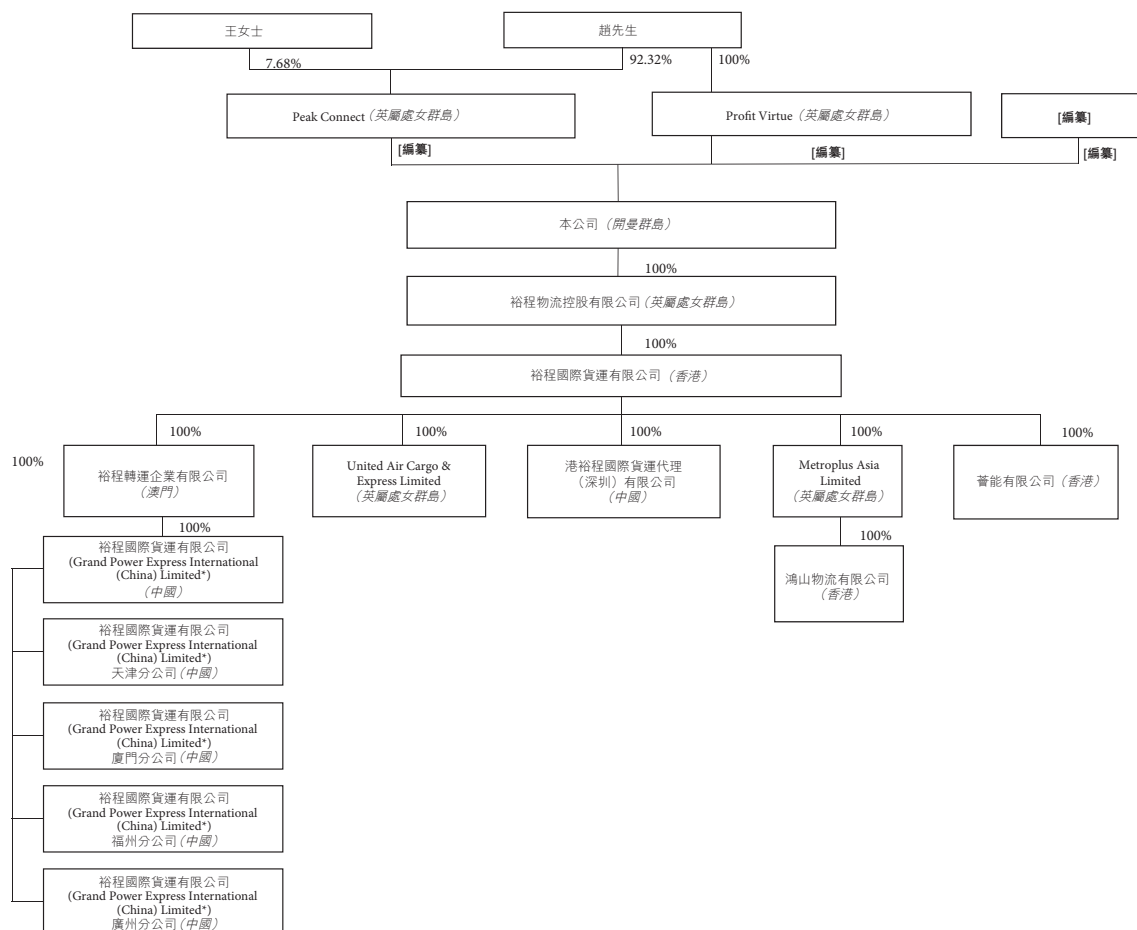 王女士
趙先生
7.68%
92.32%
100%
Peak Connect (英屬處女群島)
Profit Virtue (英屬處女群島)
[編纂]
[編纂]
[編纂]
[編纂]
本公司 (開曼群島)
100%
裕程物流控股有限公司 (英屬處女群島)
100%
裕程國際貨運有限公司 (香港)
100%
100%
100%
100%
100%
100%
裕程轉運企業有限公司
(澳門)
United Air Cargo &
Express Limited
(英屬處女群島)
港裕程國際貨運代理
(深圳) 有限公司
(中國)
Metroplus Asia
Limited
(英屬處女群島)
薈能有限公司 (香港)
100%
100%
裕程國際貨運有限公司
(Grand Power Express International
(China) Limited*)
(中國)
鴻山物流有限公司
(香港)
裕程國際貨運有限公司
(Grand Power Express International
(China) Limited*)
天津分公司 (中國)
裕程國際貨運有限公司
(Grand Power Express International
(China) Limited*)
廈門分公司 (中國)
裕程國際貨運有限公司
(Grand Power Express International
(China) Limited*)
福州分公司 (中國)
裕程國際貨運有限公司
(Grand Power Express International
(China) Limited*)
廣州分公司 (中國)